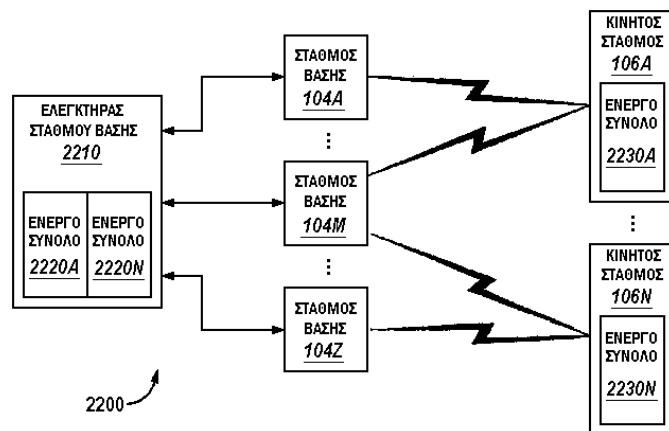 ΕΛΕΓΚΤΗΡΑΣ
ΣΤΑΘΜΟΥ ΒΑΣΗΣ
2210
ΕΝΕΡΓΟ
ΣΥΝΟΛΟ
2220A
ΕΝΕΡΓΟ
ΣΥΝΟΛΟ
2220N
ΣΤΑΘΜΟΣ
ΒΑΣΗΣ
104A
...
ΣΤΑΘΜΟΣ
ΒΑΣΗΣ
104M
...
ΣΤΑΘΜΟΣ
ΒΑΣΗΣ
104Z
ΚΙΝΗΤΟΣ
ΣΤΑΘΜΟΣ
106A
ΕΝΕΡΓΟ
ΣΥΝΟΛΟ
2230A
...
ΚΙΝΗΤΟΣ
ΣΤΑΘΜΟΣ
106N
ΕΝΕΡΓΟ
ΣΥΝΟΛΟ
2230N
2200